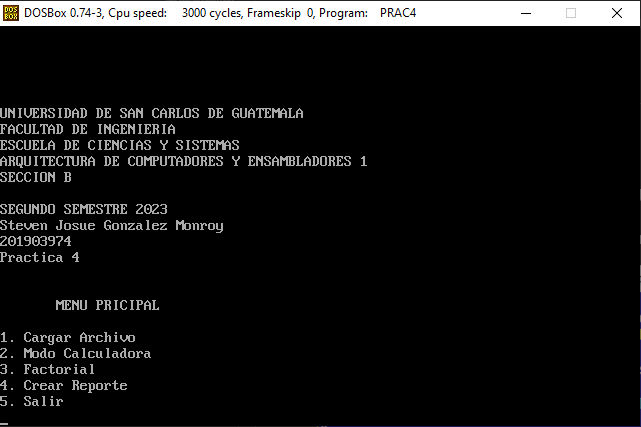 DOSBox 0.74-3, Cpu speed: 3000 cycles, Frameskip 0, Program: PRAC4
UNIVERSIDAD DE SAN CARLOS DE GUATEMALA
FACULTAD DE INGENIERIA
ESCUELA DE CIENCIAS Y SISTEMAS
ARQUITECTURA DE COMPUTADORES Y ENSAMBLADORES 1
SECCION B
SEGUNDO SEMESTRE 2023
Steven Josue Gonzalez Monroy
201903974
Practica 4
MENU PRICIPAL
1. Cargar Archivo
2. Modo Calculadora
3. Factorial
4. Crear Reporte
5. Salir